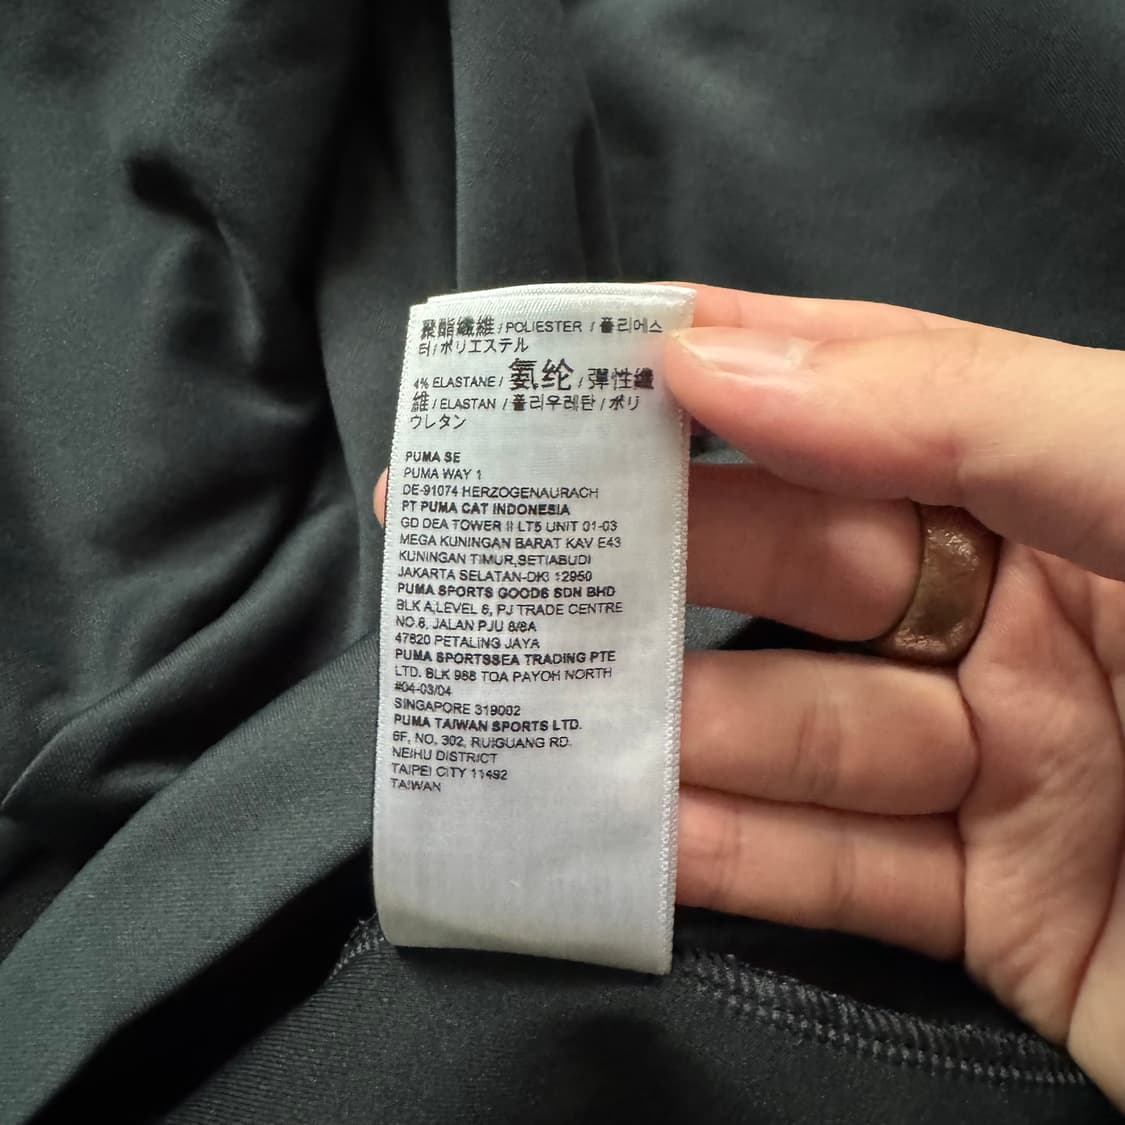 聚酯纖維 / POLIESTER / 폴리에스
터 / ポリエステル
4% ELASTANE / 氨纶 / 彈性纖
維 / ELASTAN / 폴리우레탄 / ポリ
ウレタン
PUMA SE
PUMA WAY 1
DE-91074 HERZOGENAURACH
PT PUMA CAT INDONESIA
GD DEA TOWER II LT5 UNIT 01-03
MEGA KUNINGAN BARAT KAV E43
KUNINGAN TIMUR,SETIABUDI
JAKARTA SELATAN-DKI 12950
PUMA SPORTS GOODS SDN BHD
BLK A,LEVEL 6, PJ TRADE CENTRE
NO.8, JALAN PJU 8/8A
47820 PETALING JAYA
PUMA SPORTSSEA TRADING PTE
LTD. BLK 988 TOA PAYOH NORTH
#04-03/04
SINGAPORE 319002
PUMA TAIWAN SPORTS LTD.
6F, NO. 302, RUIGUANG RD.
NEIHU DISTRICT
TAIPEI CITY 11492
TAIWAN